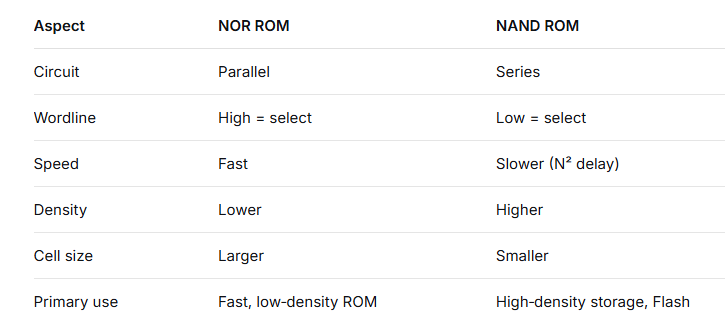 Aspect NOR ROM NAND ROM
Circuit Parallel Series
Wordline High = select Low = select
Speed Fast Slower (N² delay)
Density Lower Higher
Cell size Larger Smaller
Primary use Fast, low-density ROM High-density storage, Flash